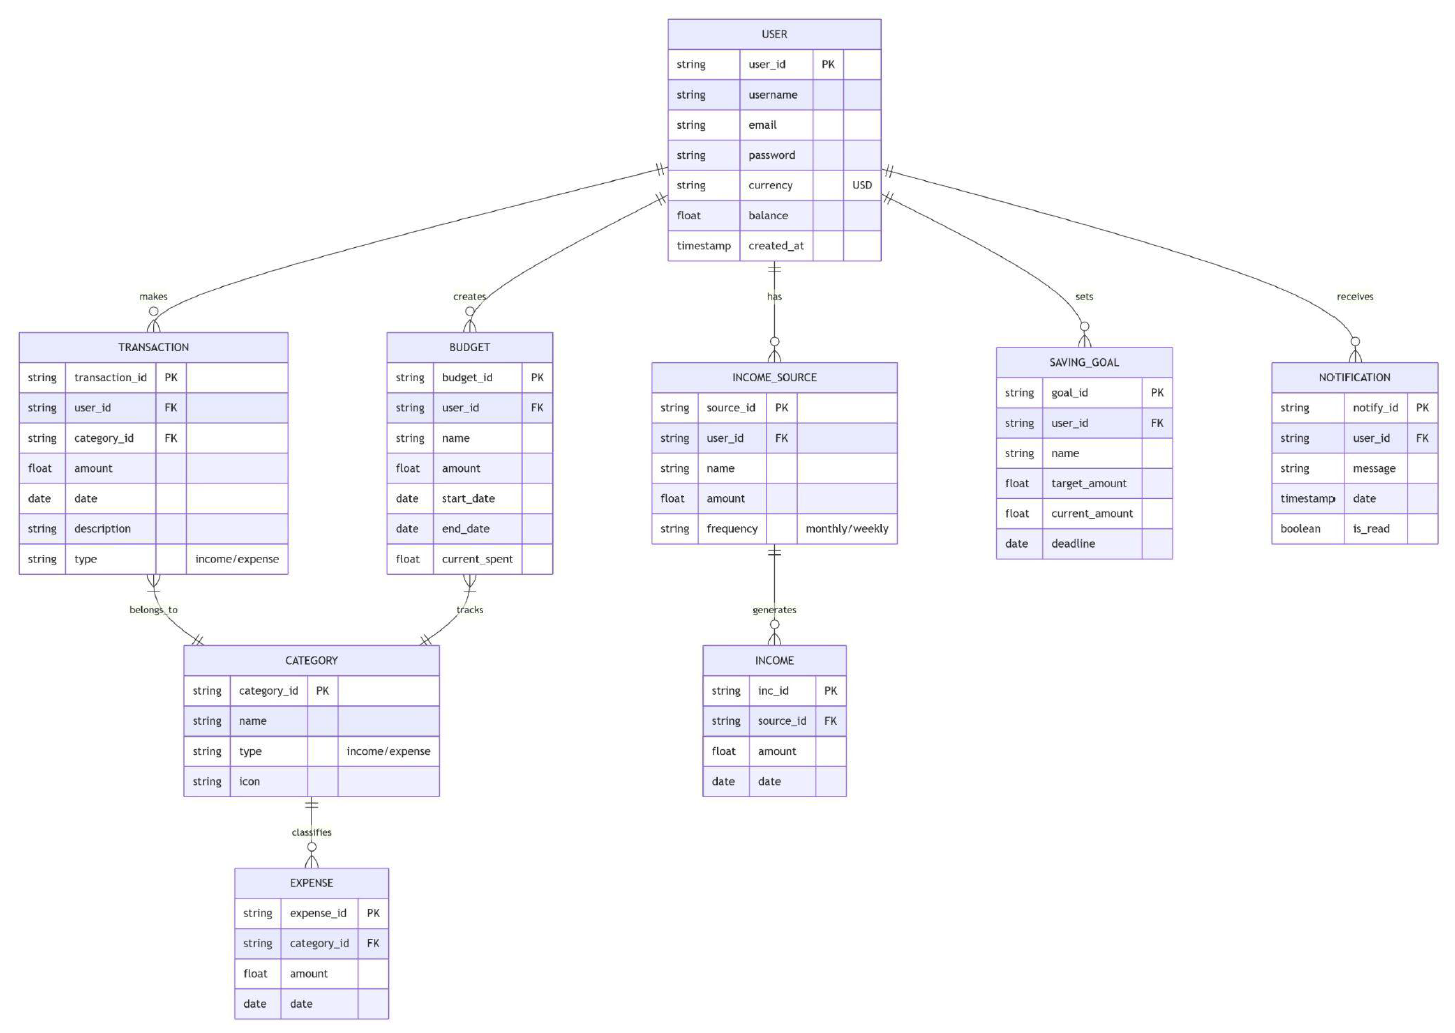 USER
string user_id PK
string username
string email
string password
string currency USD
float balance
timestamp created_at
makes
creates
has
sets
receives
TRANSACTION
string transaction_id PK
string user_id FK
string category_id FK
float amount
date date
string description
string type income/expense
BUDGET
string budget_id PK
string user_id FK
string name
float amount
date start_date
date end_date
float current_spent
INCOME_SOURCE
string source_id PK
string user_id FK
string name
float amount
string frequency monthly/weekly
SAVING_GOAL
string goal_id PK
string user_id FK
string name
float target_amount
float current_amount
date deadline
NOTIFICATION
string notify_id PK
string user_id FK
string message
timestamp date
boolean is_read
belongs_to
tracks
generates
CATEGORY
string category_id PK
string name
string type income/expense
string icon
INCOME
string inc_id PK
string source_id FK
float amount
date date
classifies
EXPENSE
string expense_id PK
string category_id FK
float amount
date date